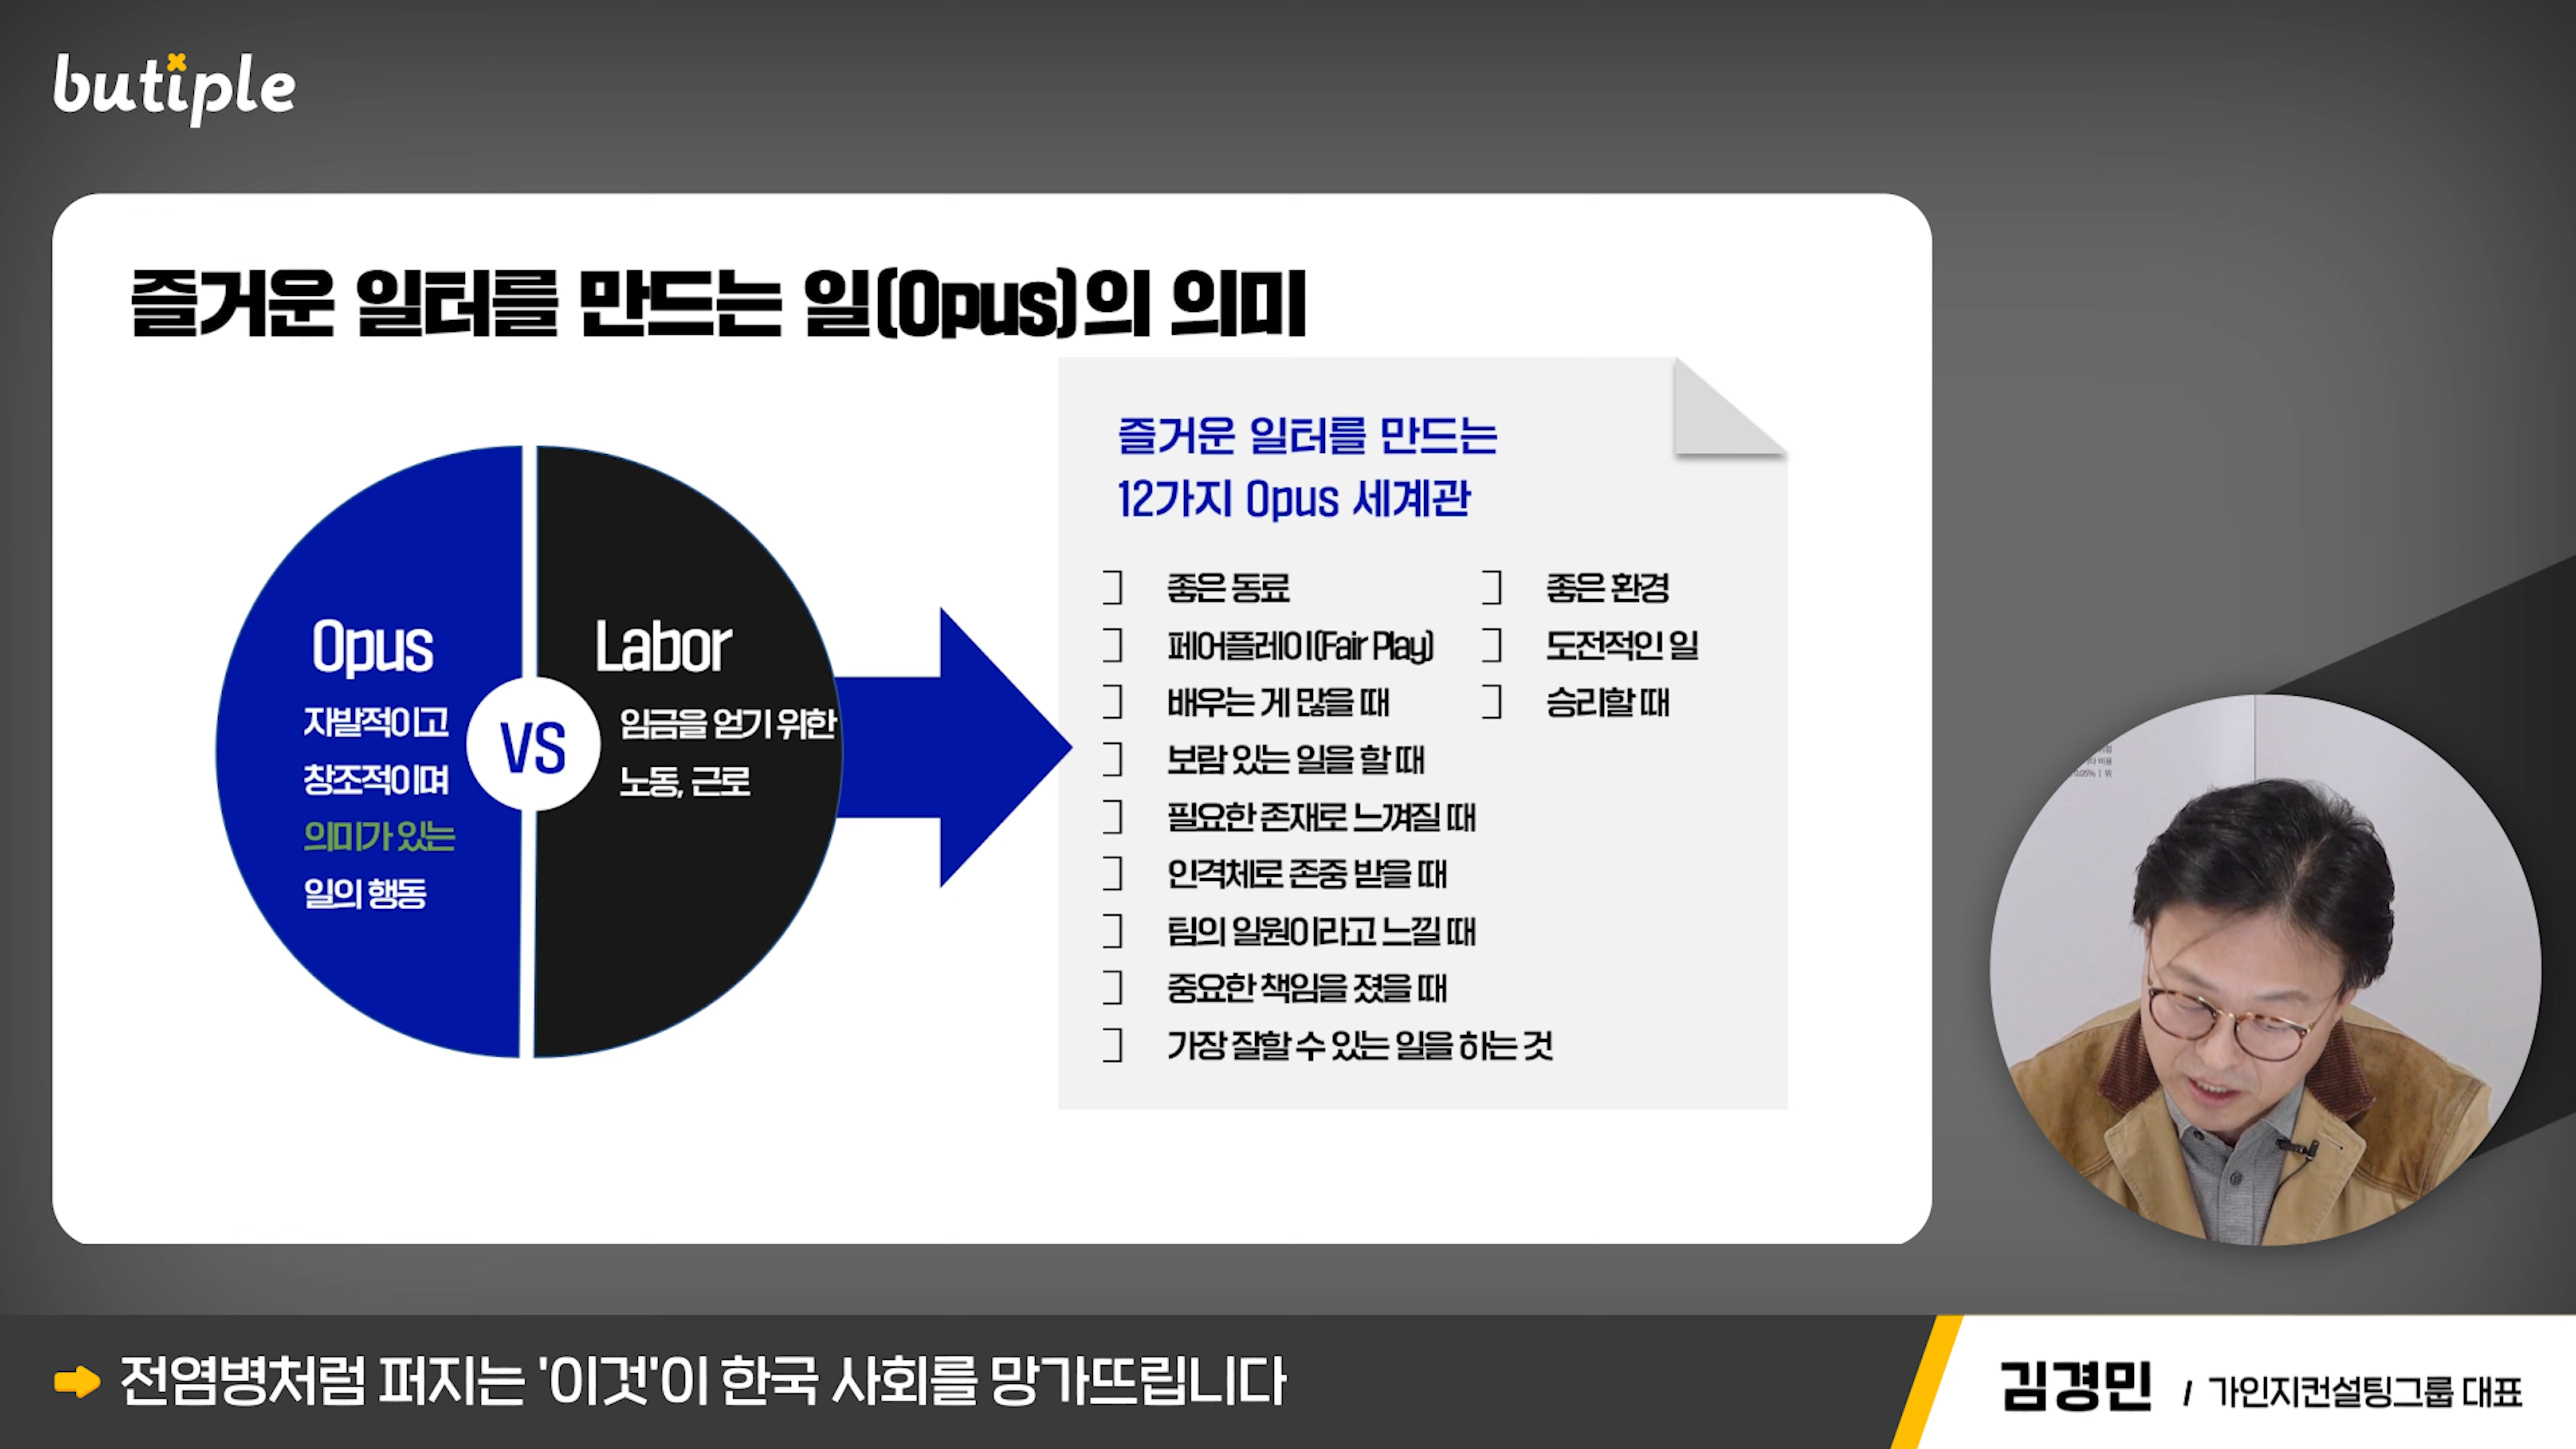 butiple
즐거운 일터를 만드는 일(Opus)의 의미
Opus
자발적이고
창조적이며
의미가 있는
일의 행동
VS
Labor
임금을 얻기 위한
노동, 근로
즐거운 일터를 만드는
12가지 Opus 세계관
좋은 동료
페어플레이(Fair Play)
배우는 게 많을 때
보람 있는 일을 할 때
필요한 존재로 느껴질 때
인격체로 존중 받을 때
팀의 일원이라고 느낄 때
중요한 책임을 졌을 때
가장 잘할 수 있는 일을 하는 것
좋은 환경
도전적인 일
승리할 때
비용
0.05% | 위
전염병처럼 퍼지는 '이것'이 한국 사회를 망가뜨립니다
김경민 / 가인지컨설팅그룹 대표